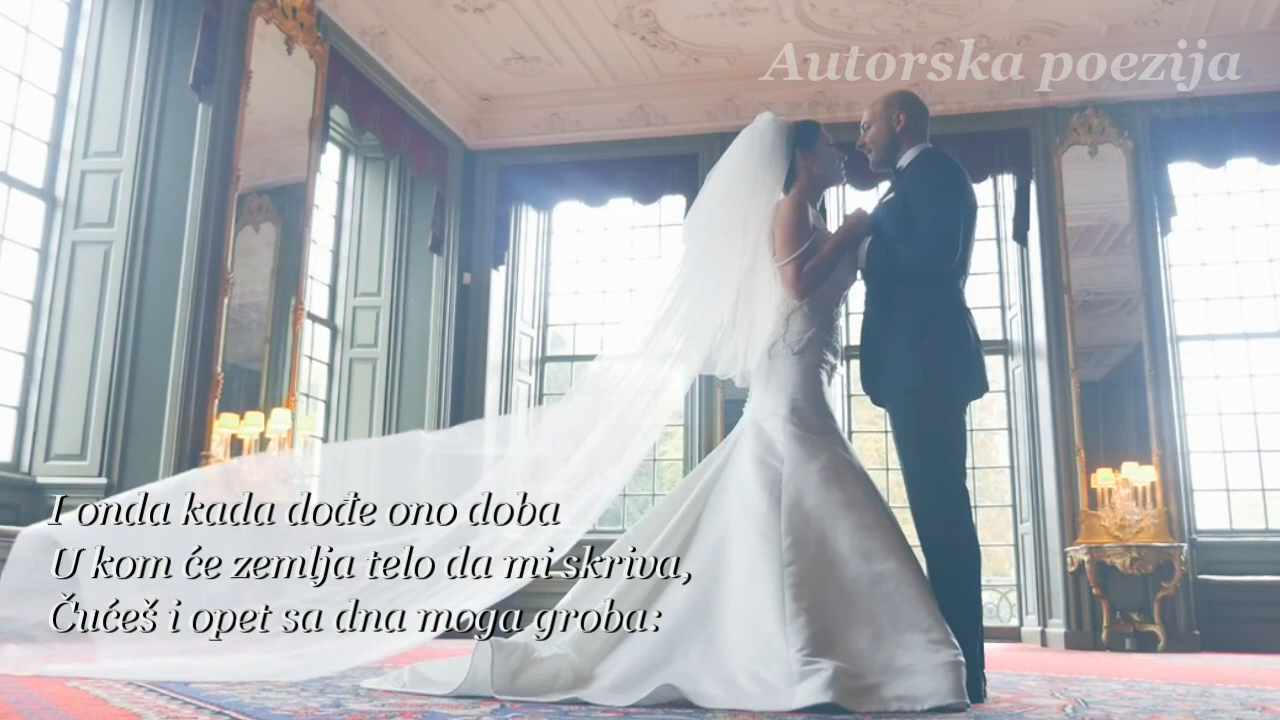 Autorska poezija
I onda kada dođe ono doba
U kom će zemlja telo da mi skriva,
Čućeš i opet sa dna moga groba: